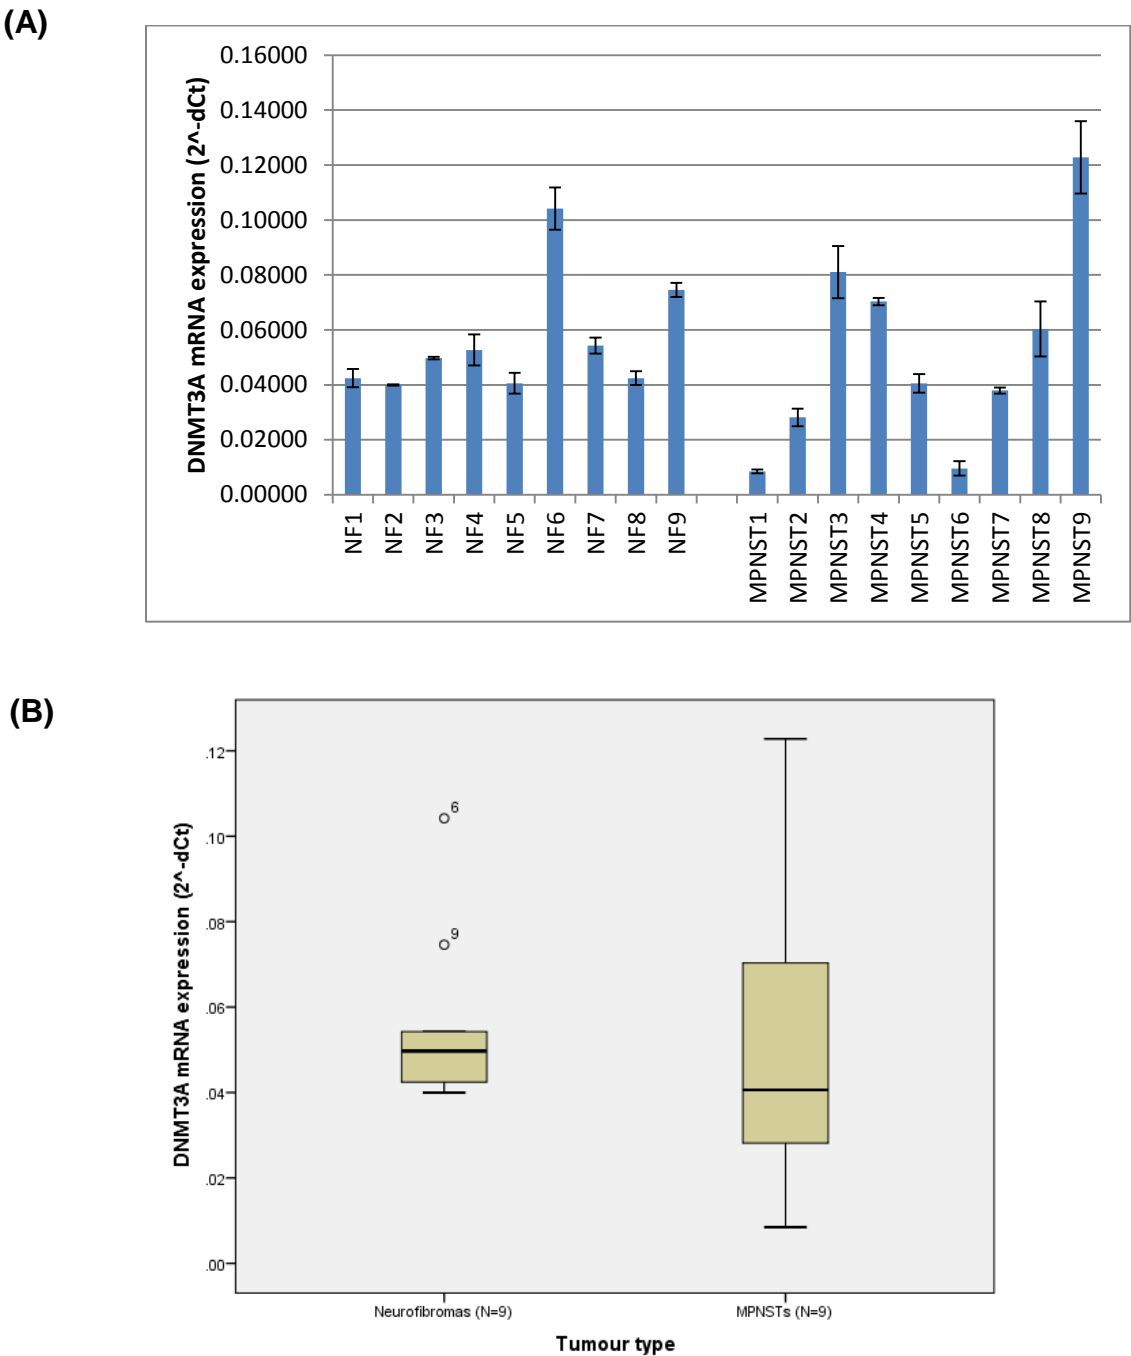 (A)
DNMT3A mRNA expression (2^-dCt)
0.16000
0.14000
0.12000
0.10000
0.08000
0.06000
0.04000
0.02000
0.00000
NF1
NF2
NF3
NF4
NF5
NF6
NF7
NF8
NF9
MPNST1
MPNST2
MPNST3
MPNST4
MPNST5
MPNST6
MPNST7
MPNST8
MPNST9
(B)
DNMT3A mRNA expression (2^-dCt)
.12
.10
.08
.06
.04
.02
.00
6
9
Neurofibromas (N=9)
MPNSTs (N=9)
Tumour type